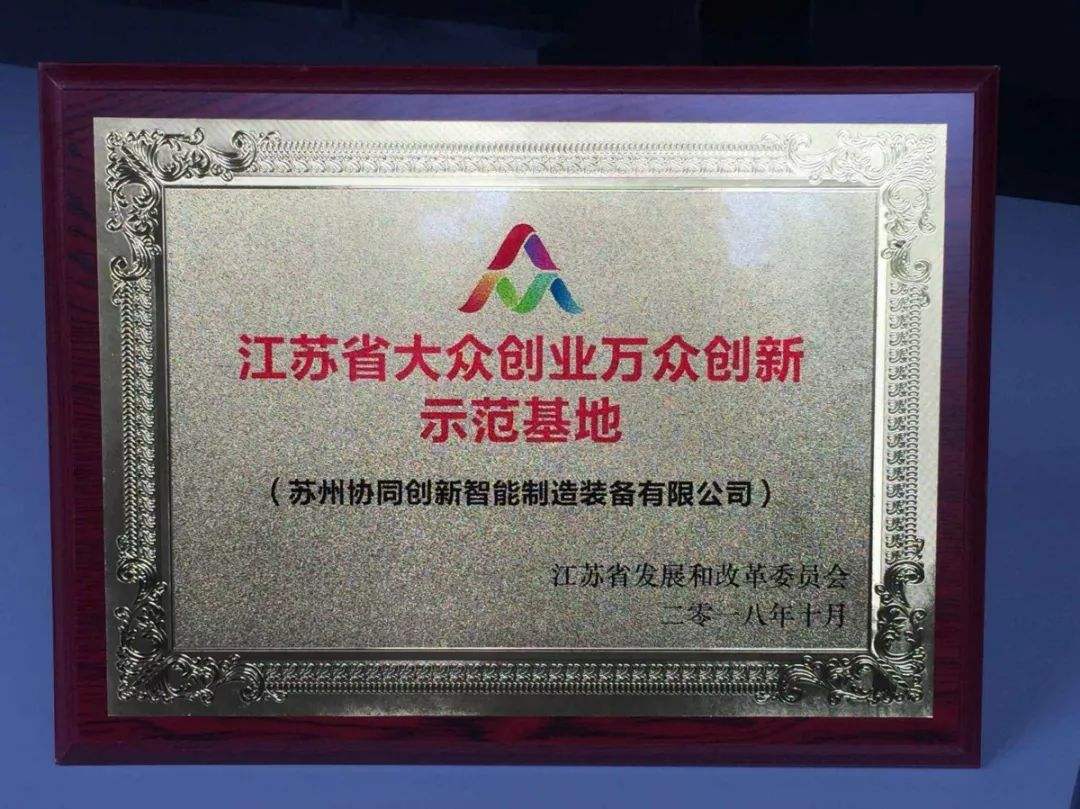 江苏省大众创业万众创新
示范基地
（苏州协同创新智能制造装备有限公司）
江苏省发展和改革委员会
二零一八年十月